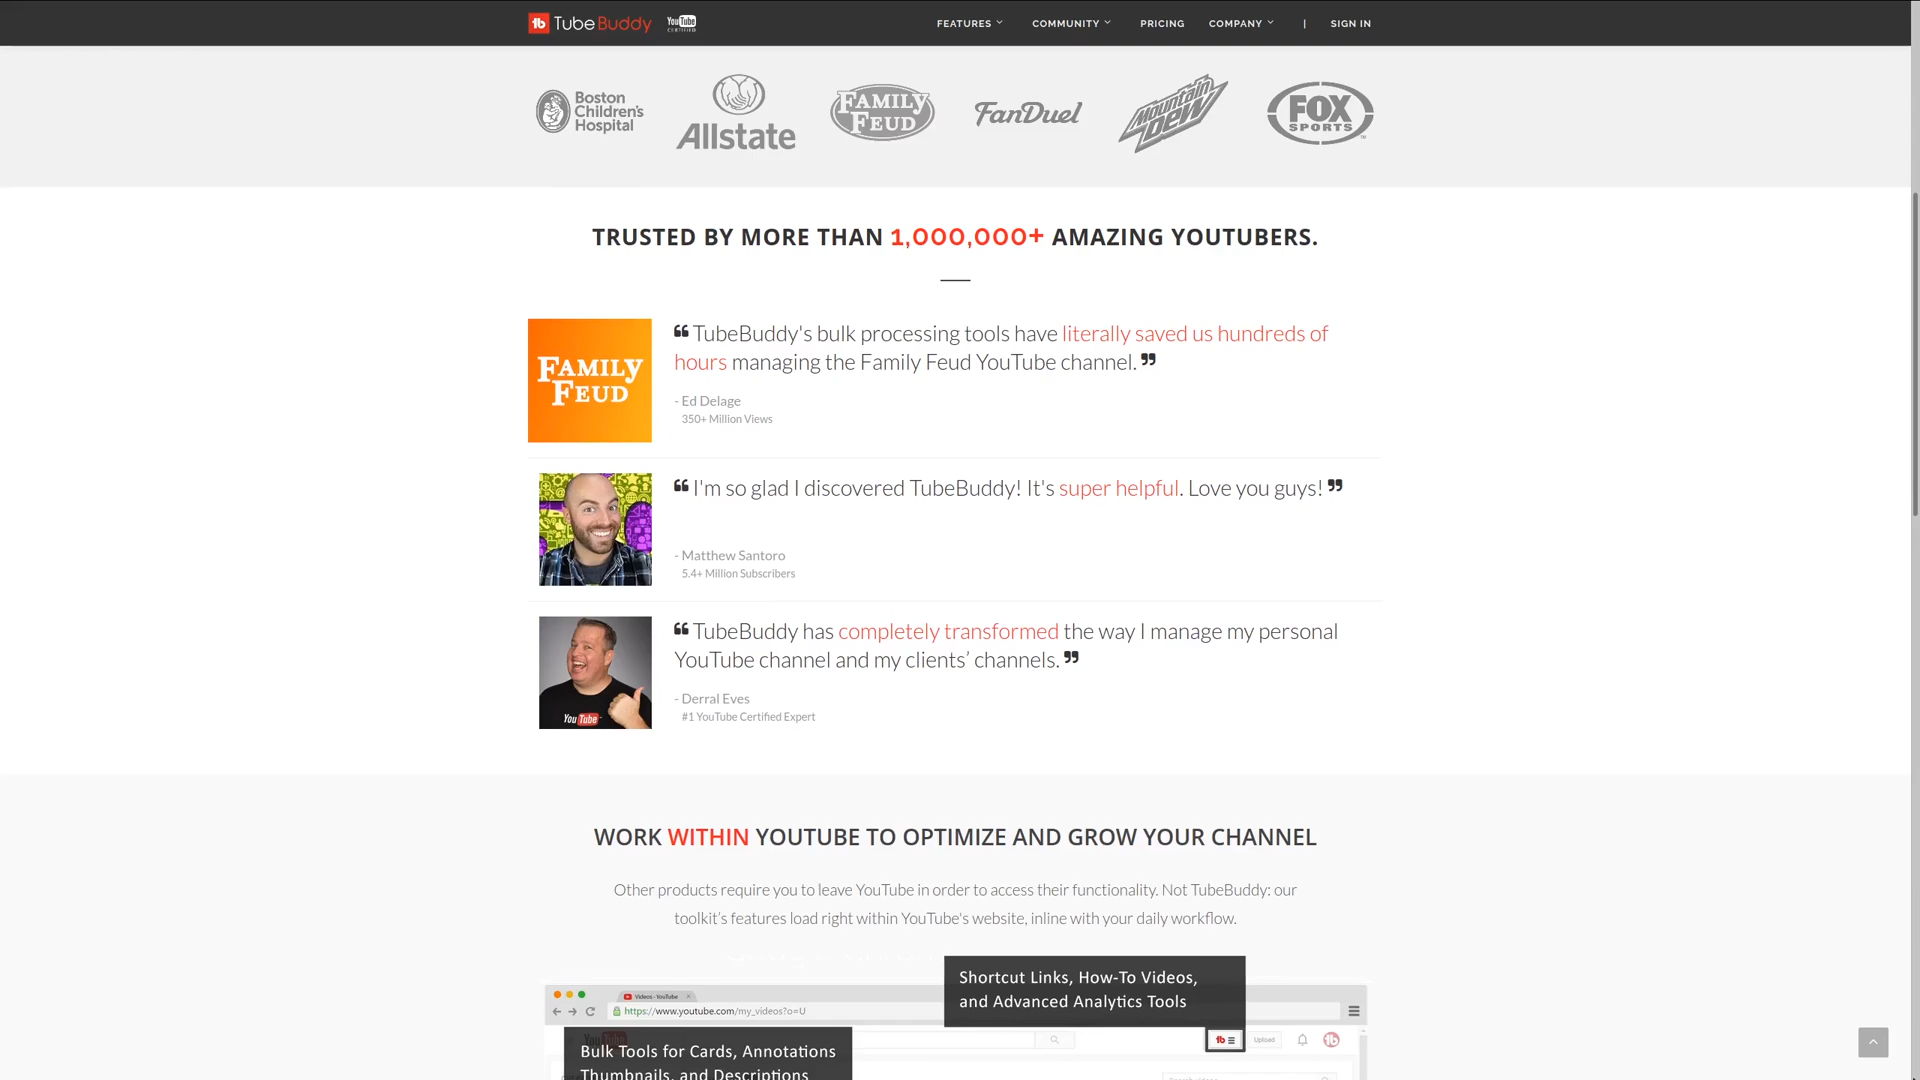 TubeBuddy
YouTube
CERTIFIED
FEATURES
COMMUNITY
PRICING
COMPANY
|
SIGN IN
Boston
Children's
Hospital
Allstate
FAMILY
FEUD
FanDuel
Mountain
DEW
FOX
SPORTS
TRUSTED BY MORE THAN 1,000,000+ AMAZING YOUTUBERS.
FAMILY
FEUD
“ TubeBuddy's bulk processing tools have literally saved us hundreds of
hours managing the Family Feud YouTube channel. ”
- Ed Delage
350+ Million Views
“ I'm so glad I discovered TubeBuddy! It's super helpful. Love you guys! ”
- Matthew Santoro
5.4+ Million Subscribers
“ TubeBuddy has completely transformed the way I manage my personal
YouTube channel and my clients’ channels. ”
YouTube
- Derral Eves
#1 YouTube Certified Expert
WORK WITHIN YOUTUBE TO OPTIMIZE AND GROW YOUR CHANNEL
Other products require you to leave YouTube in order to access their functionality. Not TubeBuddy: our
toolkit’s features load right within YouTube's website, inline with your daily workflow.
Shortcut Links, How-To Videos,
and Advanced Analytics Tools
Videos - YouTube
https://www.youtube.com/my_videos?o=U
Upload
Bulk Tools for Cards, Annotations
Thumbnails, and Descriptions